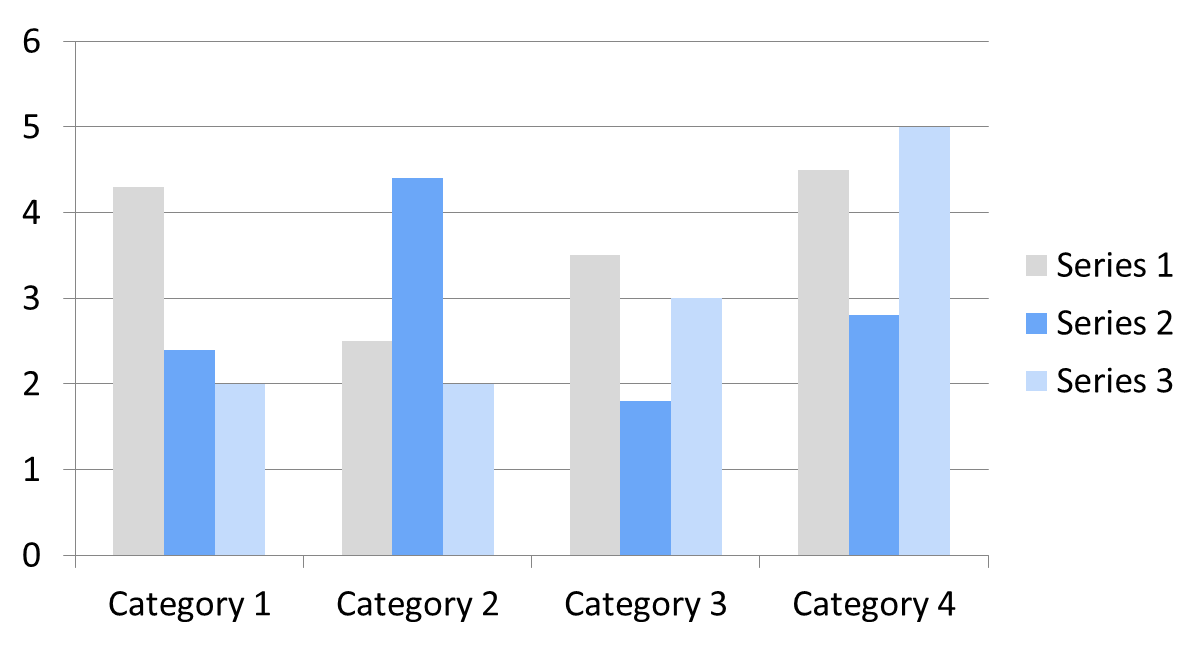 6
5
4
3
2
1
0
Category 1
Category 2
Category 3
Category 4
Series 1
Series 2
Series 3